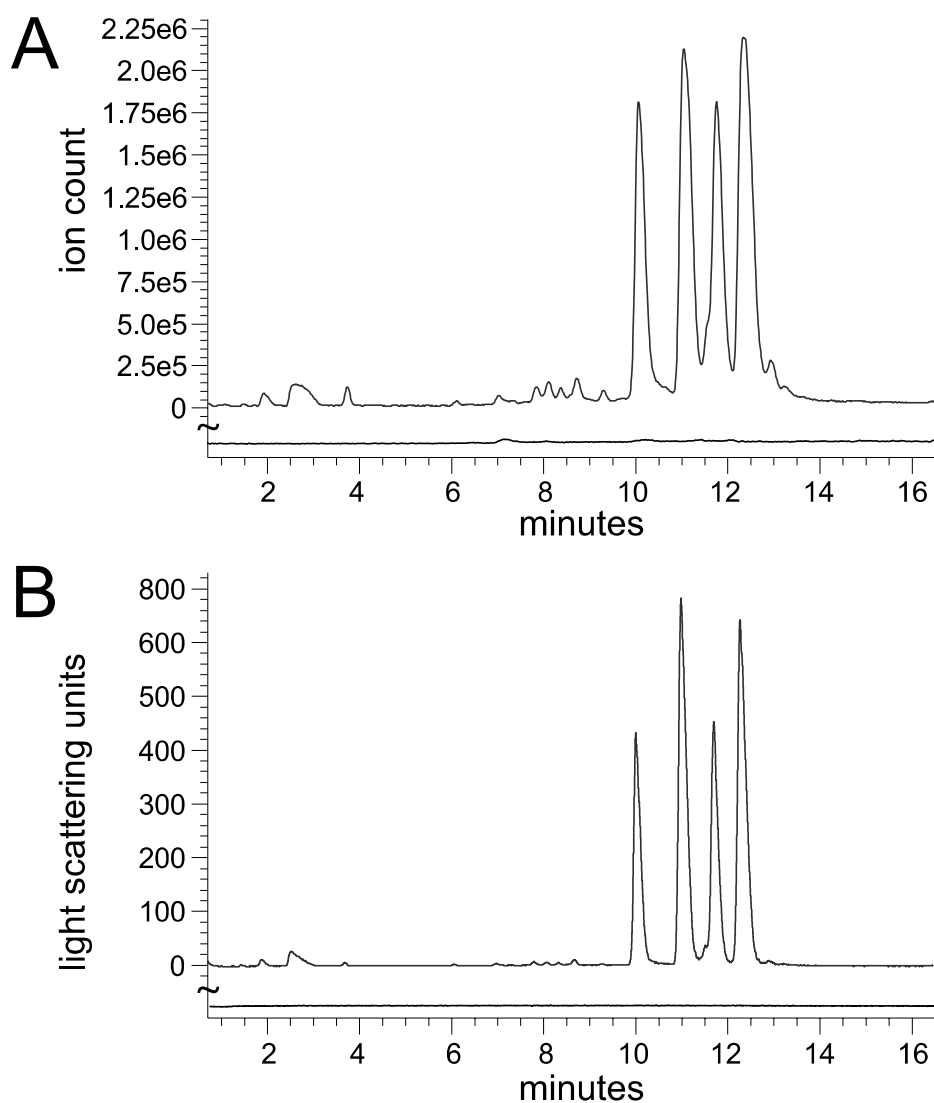 A
ion count
2.25e6
2.0e6
1.75e6
1.5e6
1.25e6
1.0e6
7.5e5
5.0e5
2.5e5
0
~
2 4 6 8 10 12 14 16
minutes
B
light scattering units
800
700
600
500
400
300
200
100
0
~
2 4 6 8 10 12 14 16
minutes